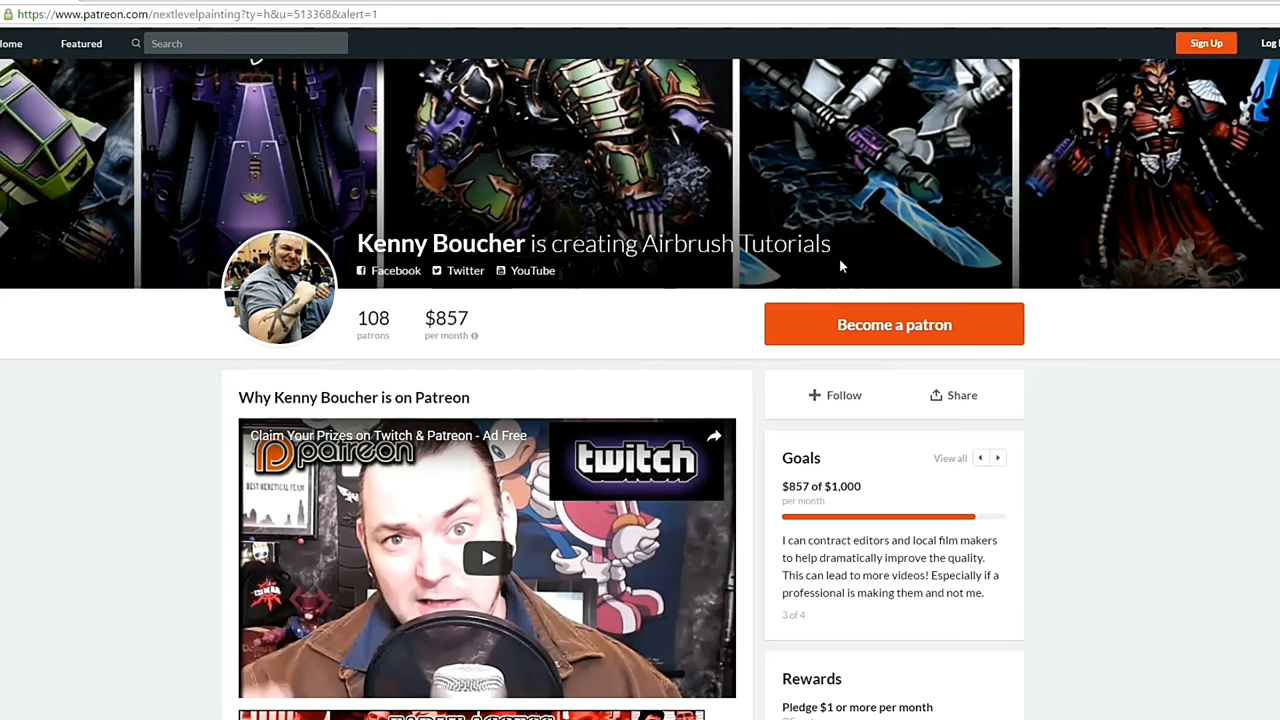 https://www.patreon.com/nextlevelpainting?ty=h&u=513368&alert=1
Home
Featured
Search
Sign Up
Log
Kenny Boucher is creating Airbrush Tutorials
Facebook
Twitter
YouTube
108
patrons
$857
per month
Become a patron
Why Kenny Boucher is on Patreon
Claim Your Prizes on Twitch & Patreon - Ad Free
patreon
twitch
BEST HERETICAL TEAM
Follow
Share
Goals
View all
$857 of $1,000
per month
I can contract editors and local film makers
to help dramatically improve the quality.
This can lead to more videos! Especially if a
professional is making them and not me.
3 of 4
Rewards
Pledge $1 or more per month